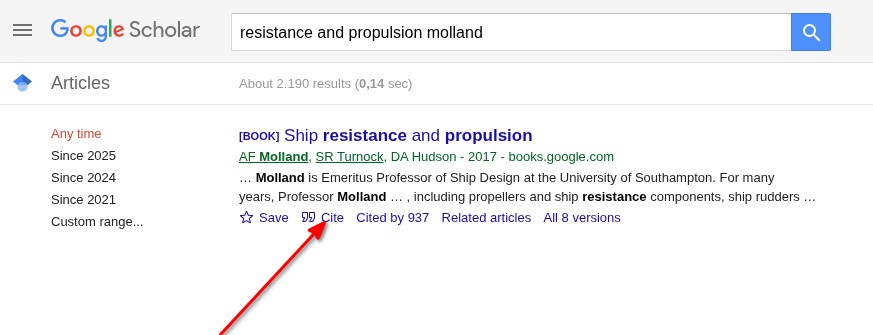 Google Scholar
resistance and propulsion molland
Articles
About 2.190 results (0,14 sec)
Any time
Since 2025
Since 2024
Since 2021
Custom range...
[BOOK] Ship resistance and propulsion
AF Molland, SR Turnock, DA Hudson - 2017 - books.google.com
… Molland is Emeritus Professor of Ship Design at the University of Southampton. For many
years, Professor Molland … , including propellers and ship resistance components, ship rudders …
Save Cite Cited by 937 Related articles All 8 versions